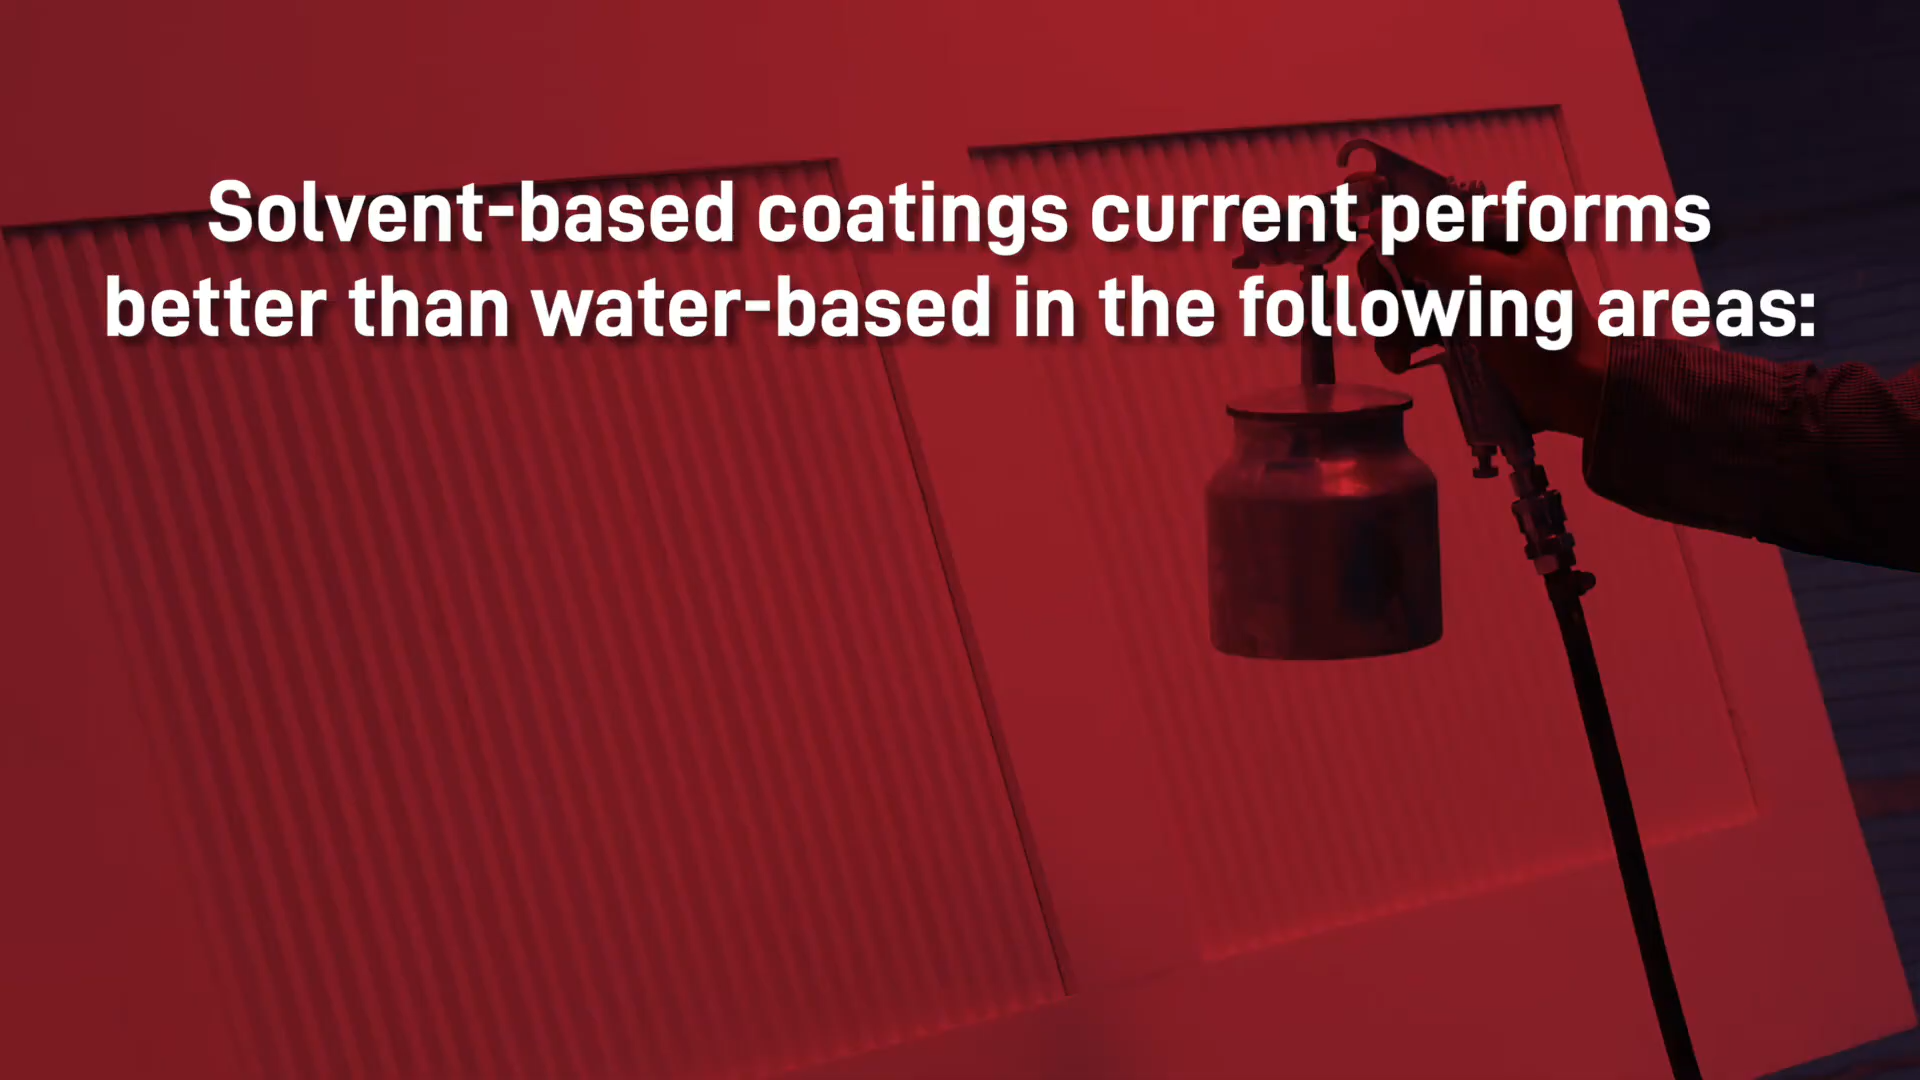 Solvent-based coatings current performs
better than water-based in the following areas: